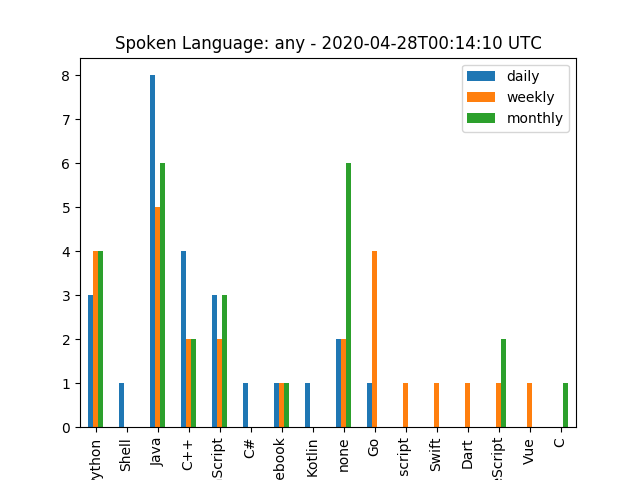 Spoken Language: any - 2020-04-28T00:14:10 UTC
daily
weekly
monthly
8
7
6
5
4
3
2
1
0
ython
Shell
Java
C++
Script
C#
ebook
Kotlin
none
Go
script
Swift
Dart
eScript
Vue
C